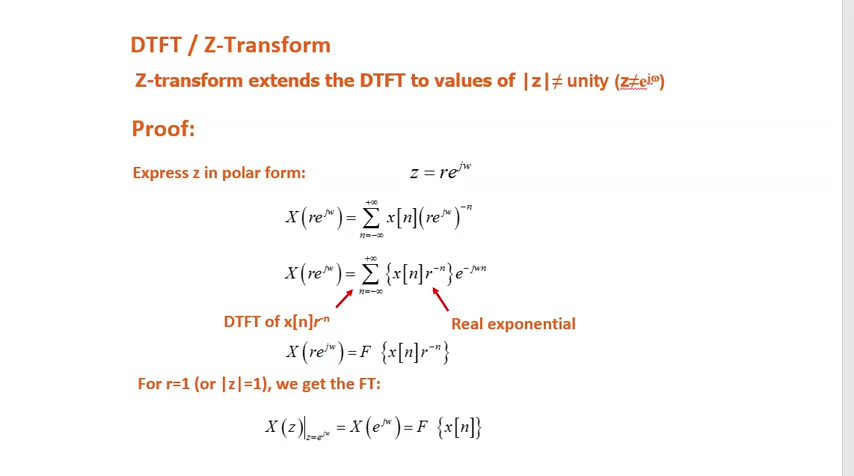 DTFT / Z-Transform
Z-transform extends the DTFT to values of |z|≠ unity (z≠e^{jω})
Proof:
Express z in polar form: z = re^{jw}
X(re^{jw}) = \sum_{n=-∞}^{+∞} x[n](re^{jw})^{-n}
X(re^{jw}) = \sum_{n=-∞}^{+∞} {x[n]r^{-n}}e^{-jwn}
DTFT of x[n]r^{-n} Real exponential
X(re^{jw}) = F {x[n]r^{-n}}
For r=1 (or |z|=1), we get the FT:
X(z)|_{z=e^{jw}} = X(e^{jw}) = F {x[n]}